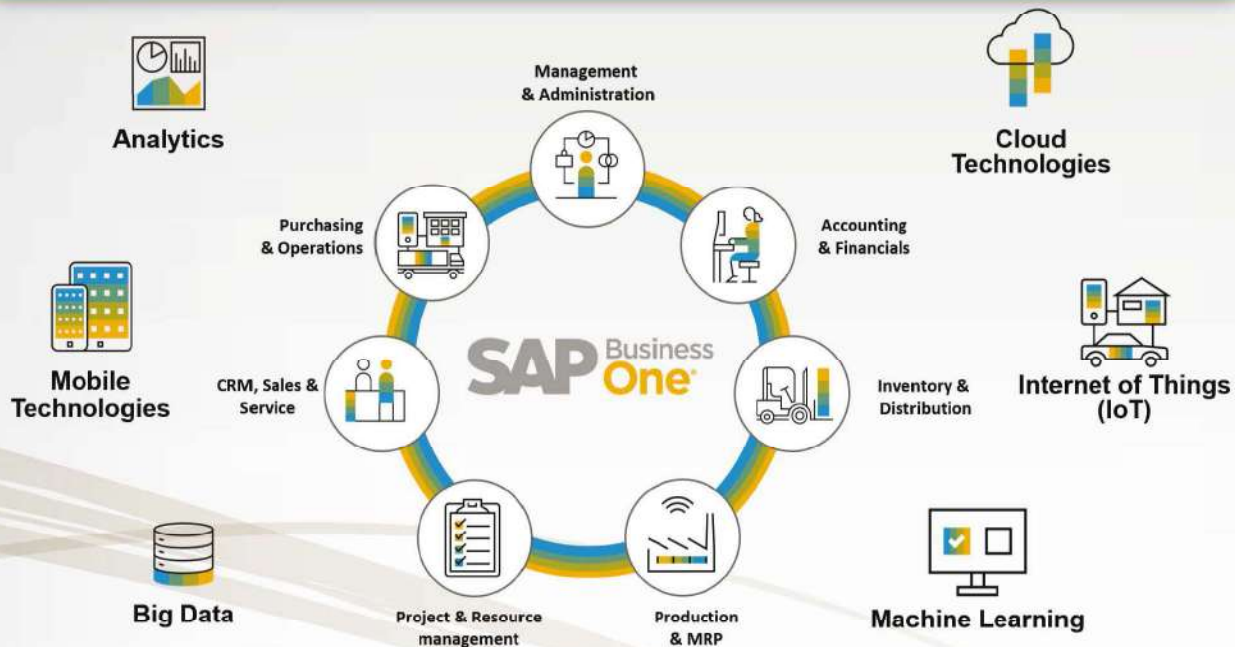 Analytics
Management
& Administration
Cloud
Technologies
Purchasing
& Operations
Accounting
& Financials
Mobile
Technologies
CRM, Sales &
Service
SAP Business
One®
Inventory &
Distribution
Internet of Things
(IoT)
Big Data
Project & Resource
management
Production
& MRP
Machine Learning